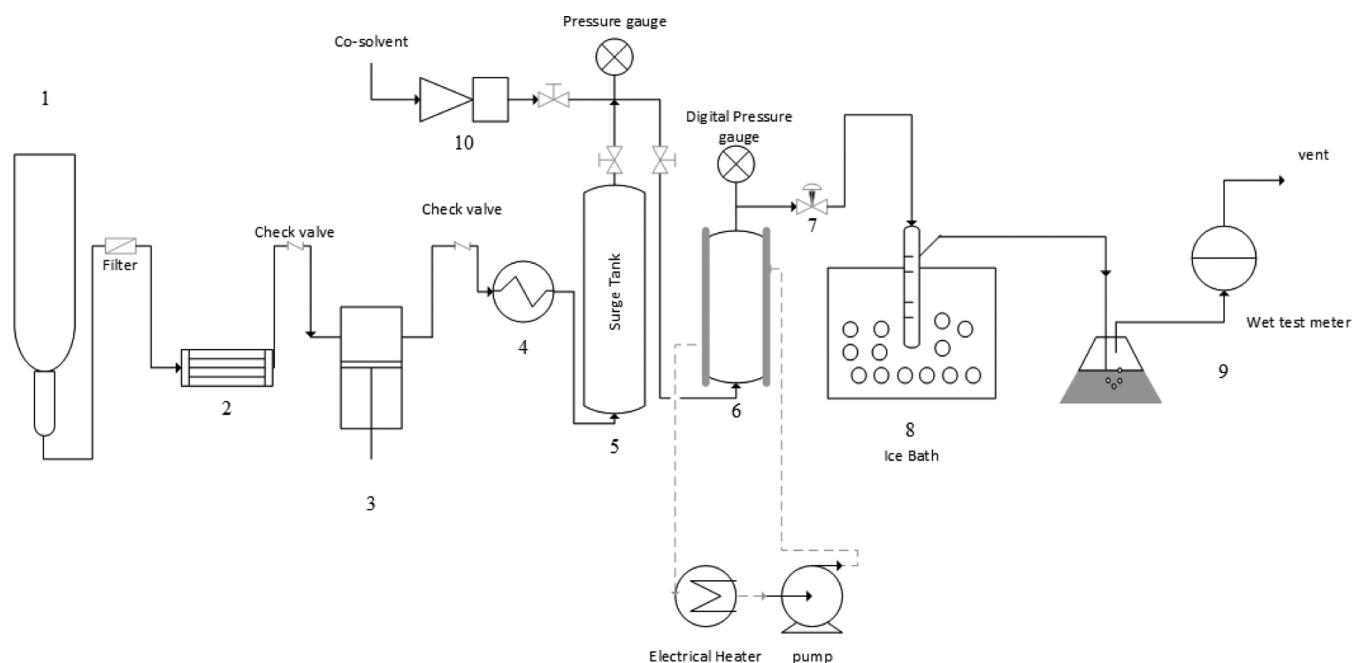 Pressure gauge
Co-solvent
1
10
Digital Pressure
gauge
vent
Check valve
Check valve
7
Filter
Surge Tank
Wet test meter
4
9
2
6
5
8
Ice Bath
3
Electrical Heater
pump